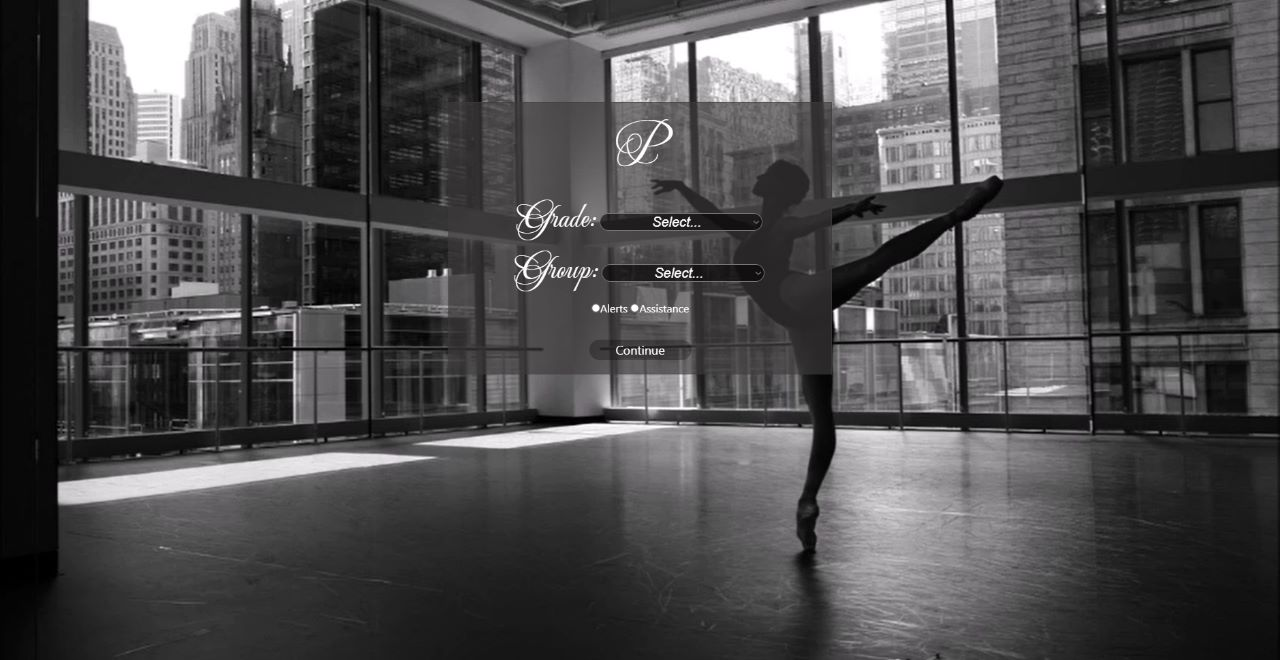 P
Grade: Select...
Group: Select...
Alerts Assistance
Continue